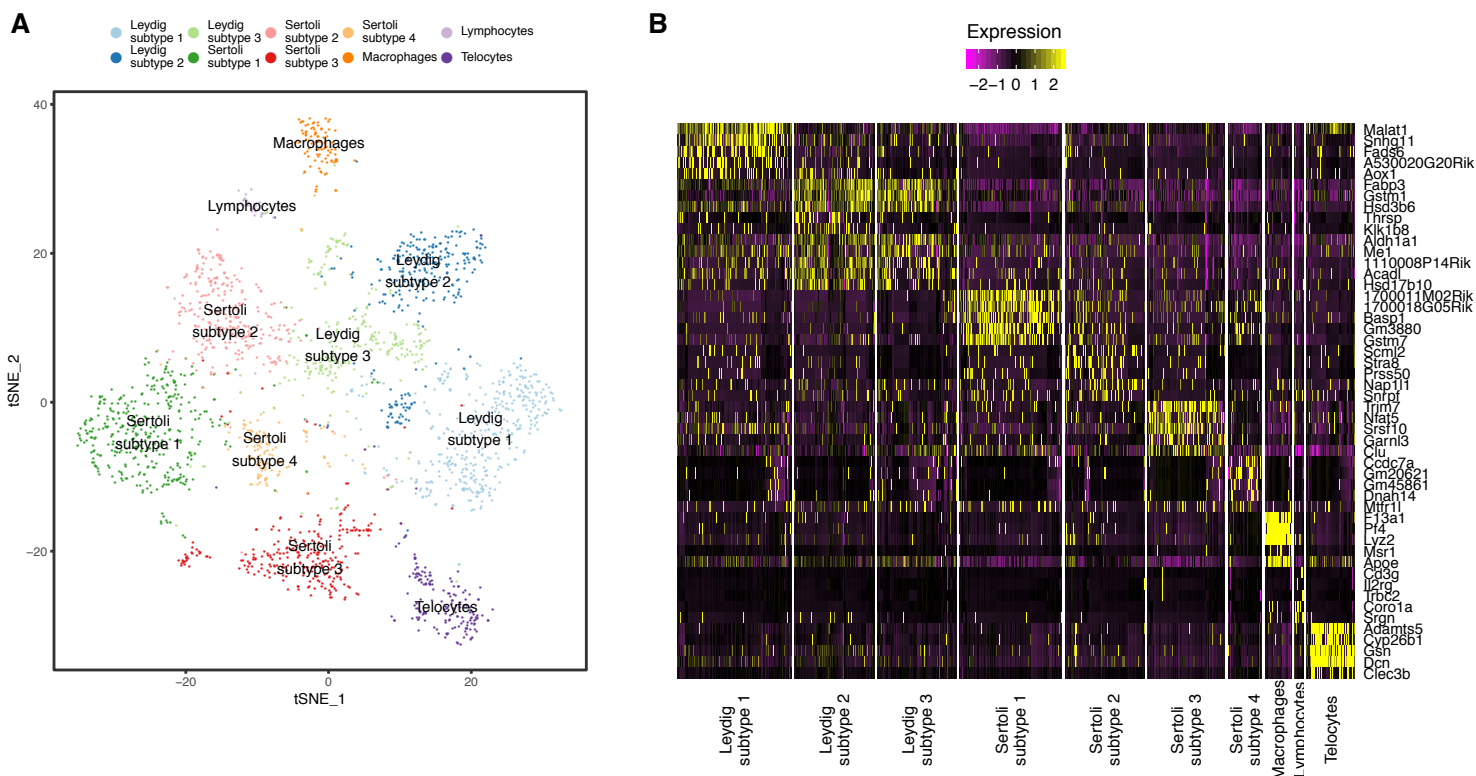 A
Leydig subtype 1
Leydig subtype 3
Sertoli subtype 2
Sertoli subtype 4
Lymphocytes
Leydig subtype 2
Sertoli subtype 1
Sertoli subtype 3
Macrophages
Telocytes
40
20
0
−20
tSNE_2
Macrophages
Lymphocytes
Leydig
subtype 2
Sertoli
subtype 2
Leydig
subtype 3
Sertoli
subtype 1
Sertoli
subtype 4
Leydig
subtype 1
Sertoli
subtype 3
Telocytes
−20
0
20
tSNE_1
B
Expression
−2 −1 0 1 2
Malat1
Snhg11
Fads6
A530020G20Rik
Aox1
Fabp3
Gstm1
Hsd3b6
Thrsp
Klk1b8
Aldh1a1
Me1
1110008P14Rik
Acadl
Hsd17b10
1700011M02Rik
1700018G05Rik
Basp1
Gm3880
Gstm7
Scml2
Stra8
Prss50
Nap1l1
Trim7
Nfat5
Srsf10
Garnl3
Clu
Ccdc7a
Gm20621
Gm45861
Dnah14
F13a1
Pf4
Lyz2
Msr1
Apoe
Cd3g
Il2rg
Trbc2
Coro1a
Srgn
Adamts5
Cyp26b1
Gsn
Dcn
Clec3b
Leydig
subtype 1
Leydig
subtype 2
Leydig
subtype 3
Sertoli
subtype 1
Sertoli
subtype 2
Sertoli
subtype 3
Sertoli
subtype 4
Macrophages
Lymphocytes
Telocytes